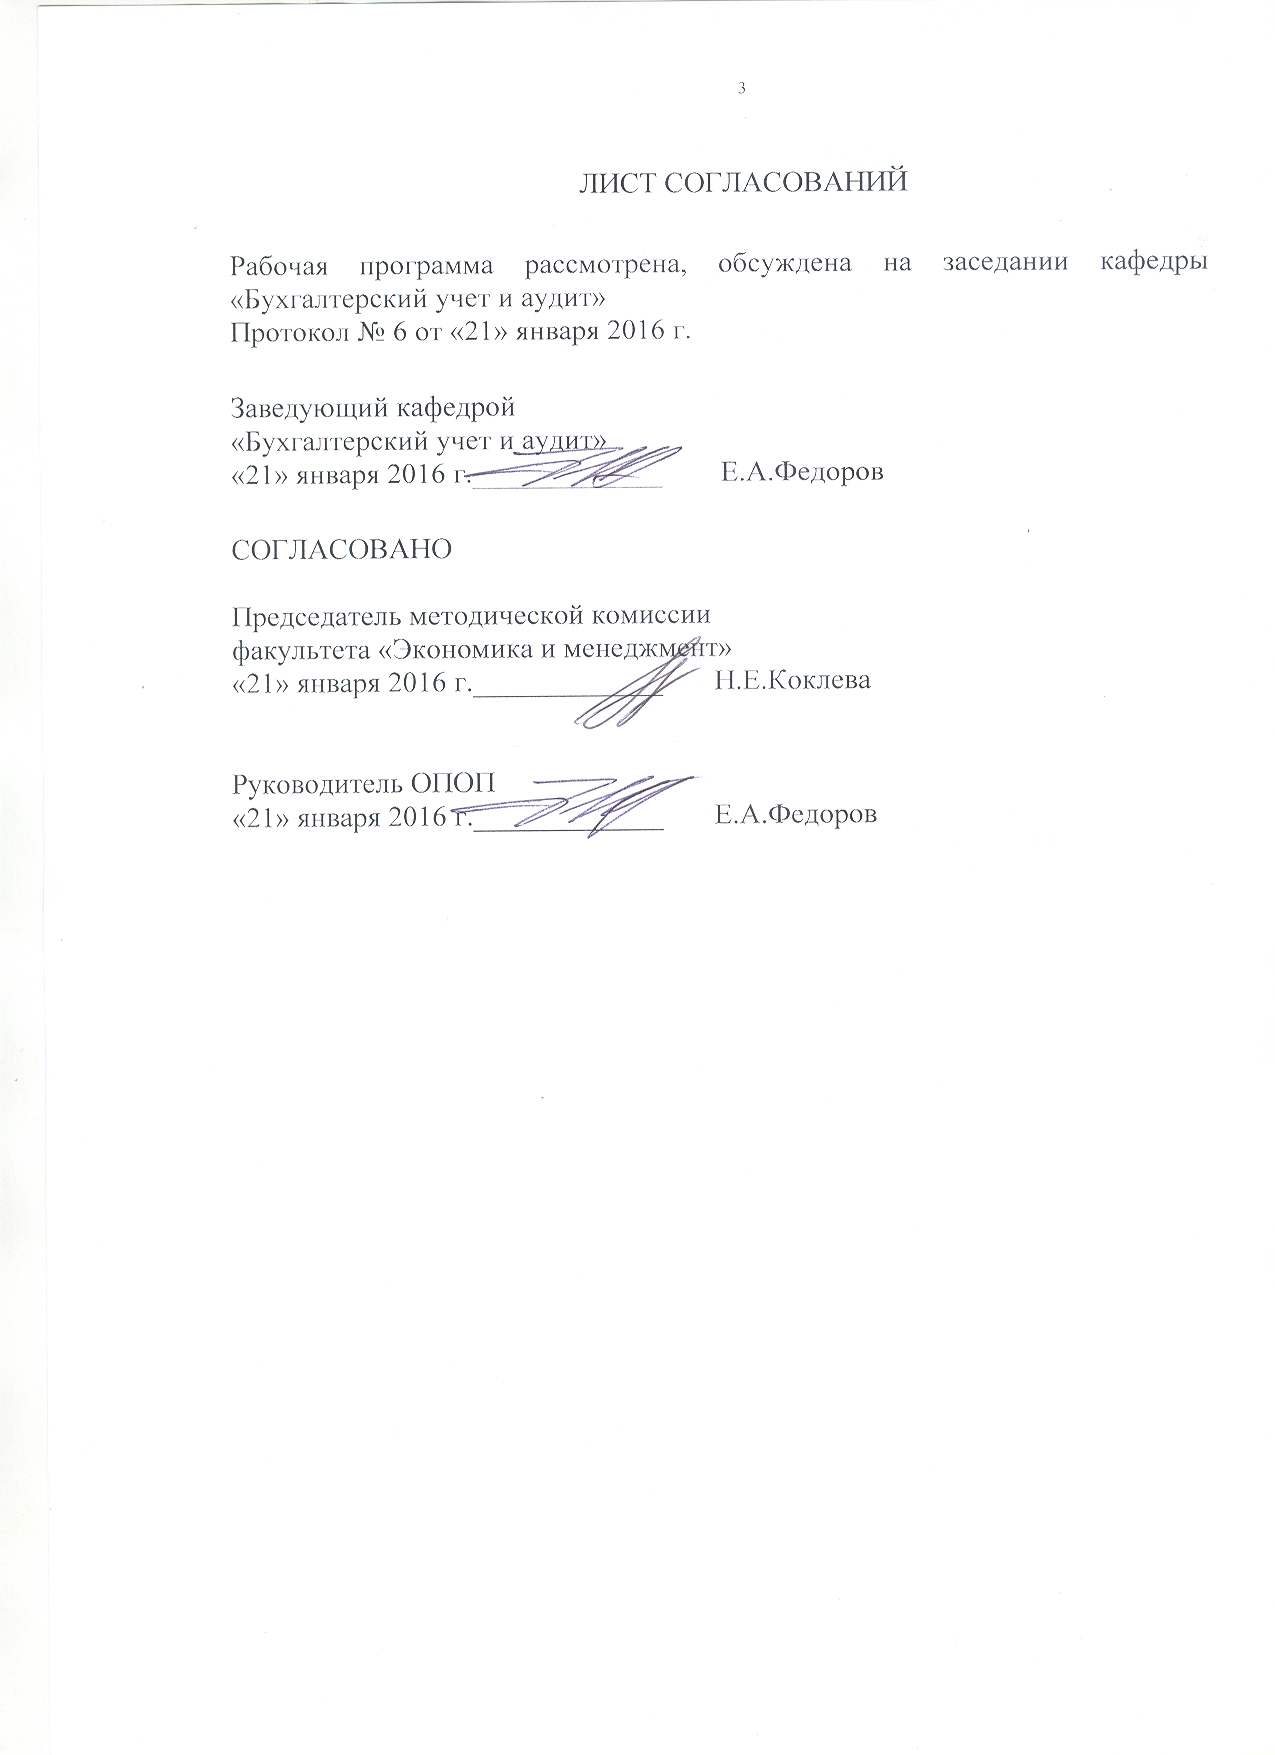 3
ЛИСТ СОГЛАСОВАНИЙ
Рабочая программа рассмотрена, обсуждена на заседании кафедры
«Бухгалтерский учет и аудит»
Протокол № 6 от «21» января 2016 г.
Заведующий кафедрой
«Бухгалтерский учет и аудит»
«21» января 2016 г. Е.А.Федоров
СОГЛАСОВАНО
Председатель методической комиссии
факультета «Экономика и менеджмент»
«21» января 2016 г. Н.Е.Коклева
Руководитель ОПОП
«21» января 2016 г. Е.А.Федоров